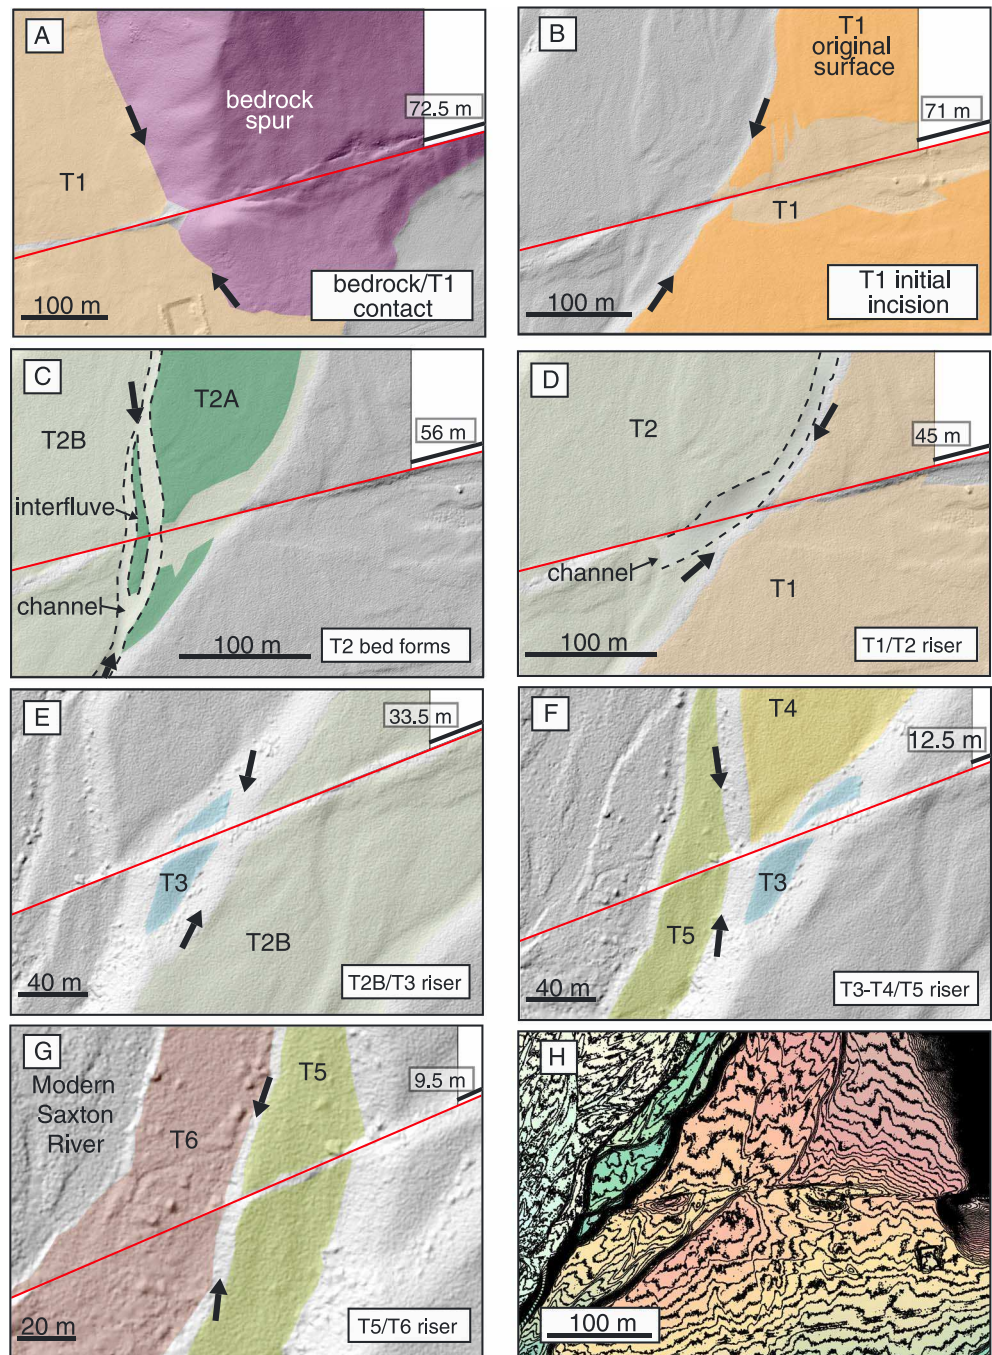 A
bedrock
spur
72.5 m
T1
100 m
bedrock/T1
contact
B
T1
original
surface
71 m
T1
100 m
T1 initial
incision
C
T2A
T2B
56 m
interfluve
channel
100 m
T2 bed forms
D
T2
45 m
channel
T1
100 m
T1/T2 riser
E
33.5 m
T3
T2B
40 m
T2B/T3 riser
F
T4
12.5 m
T3
T5
40 m
T3-T4/T5 riser
G
T5
9.5 m
Modern
Saxton
River
T6
20 m
T5/T6 riser
H
100 m